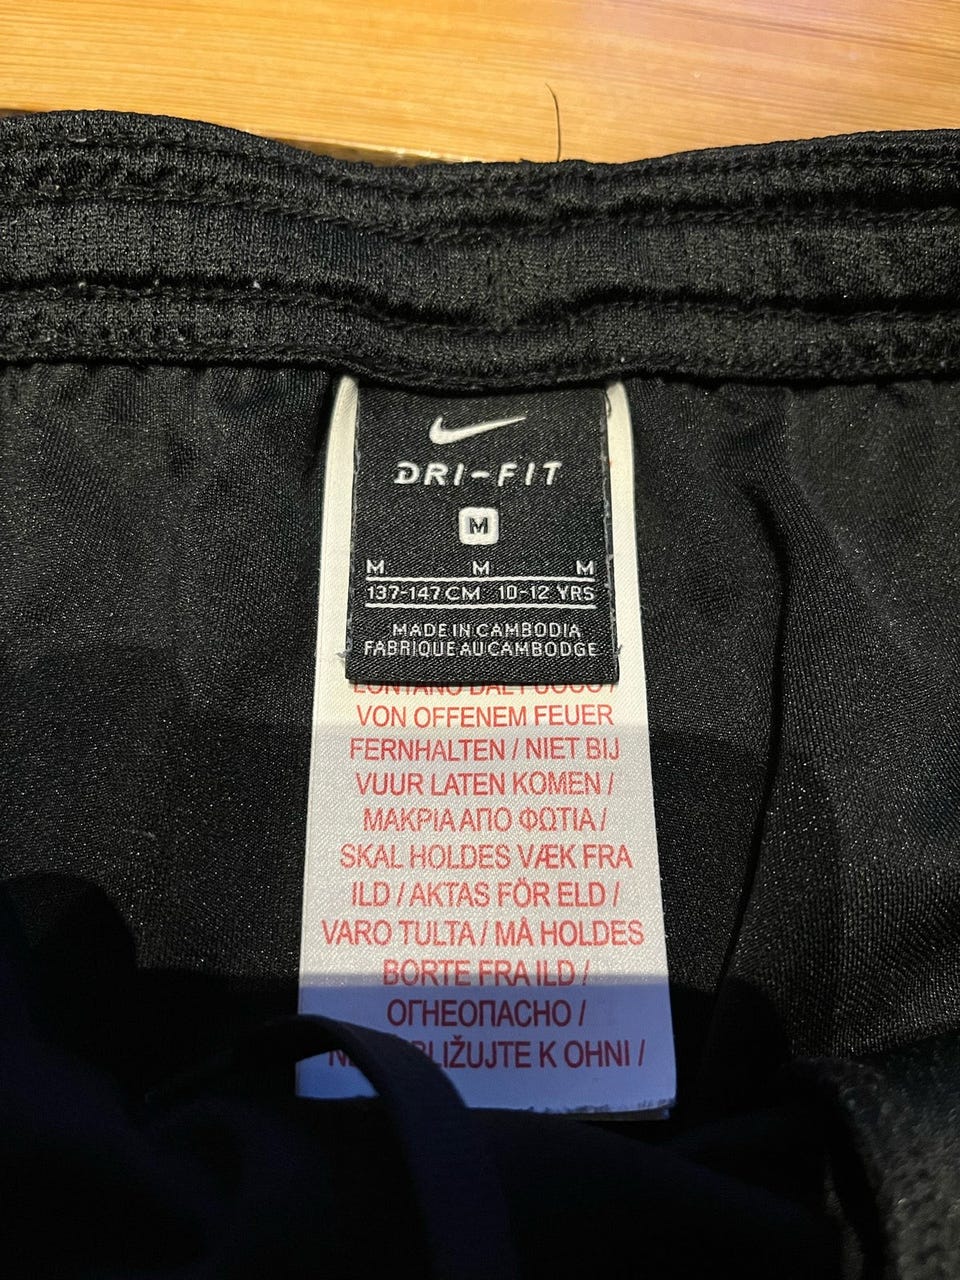 DRI-FIT
M
M M M
137-147 CM 10-12 YRS
MADE IN CAMBODIA
FABRIQUE AU CAMBODGE
VON OFFENEM FEUER
FERNHALTEN / NIET BIJ
VUUR LATEN KOMEN /
ΜΑΚΡΙΑ ΑΠΟ ΦΩΤΙΑ /
SKAL HOLDES VÆK FRA
ILD / AKTAS FÖR ELD /
VARO TULTA / MÅ HOLDES
BORTE FRA ILD /
ОГНЕОПАСНО /
K OHNI /